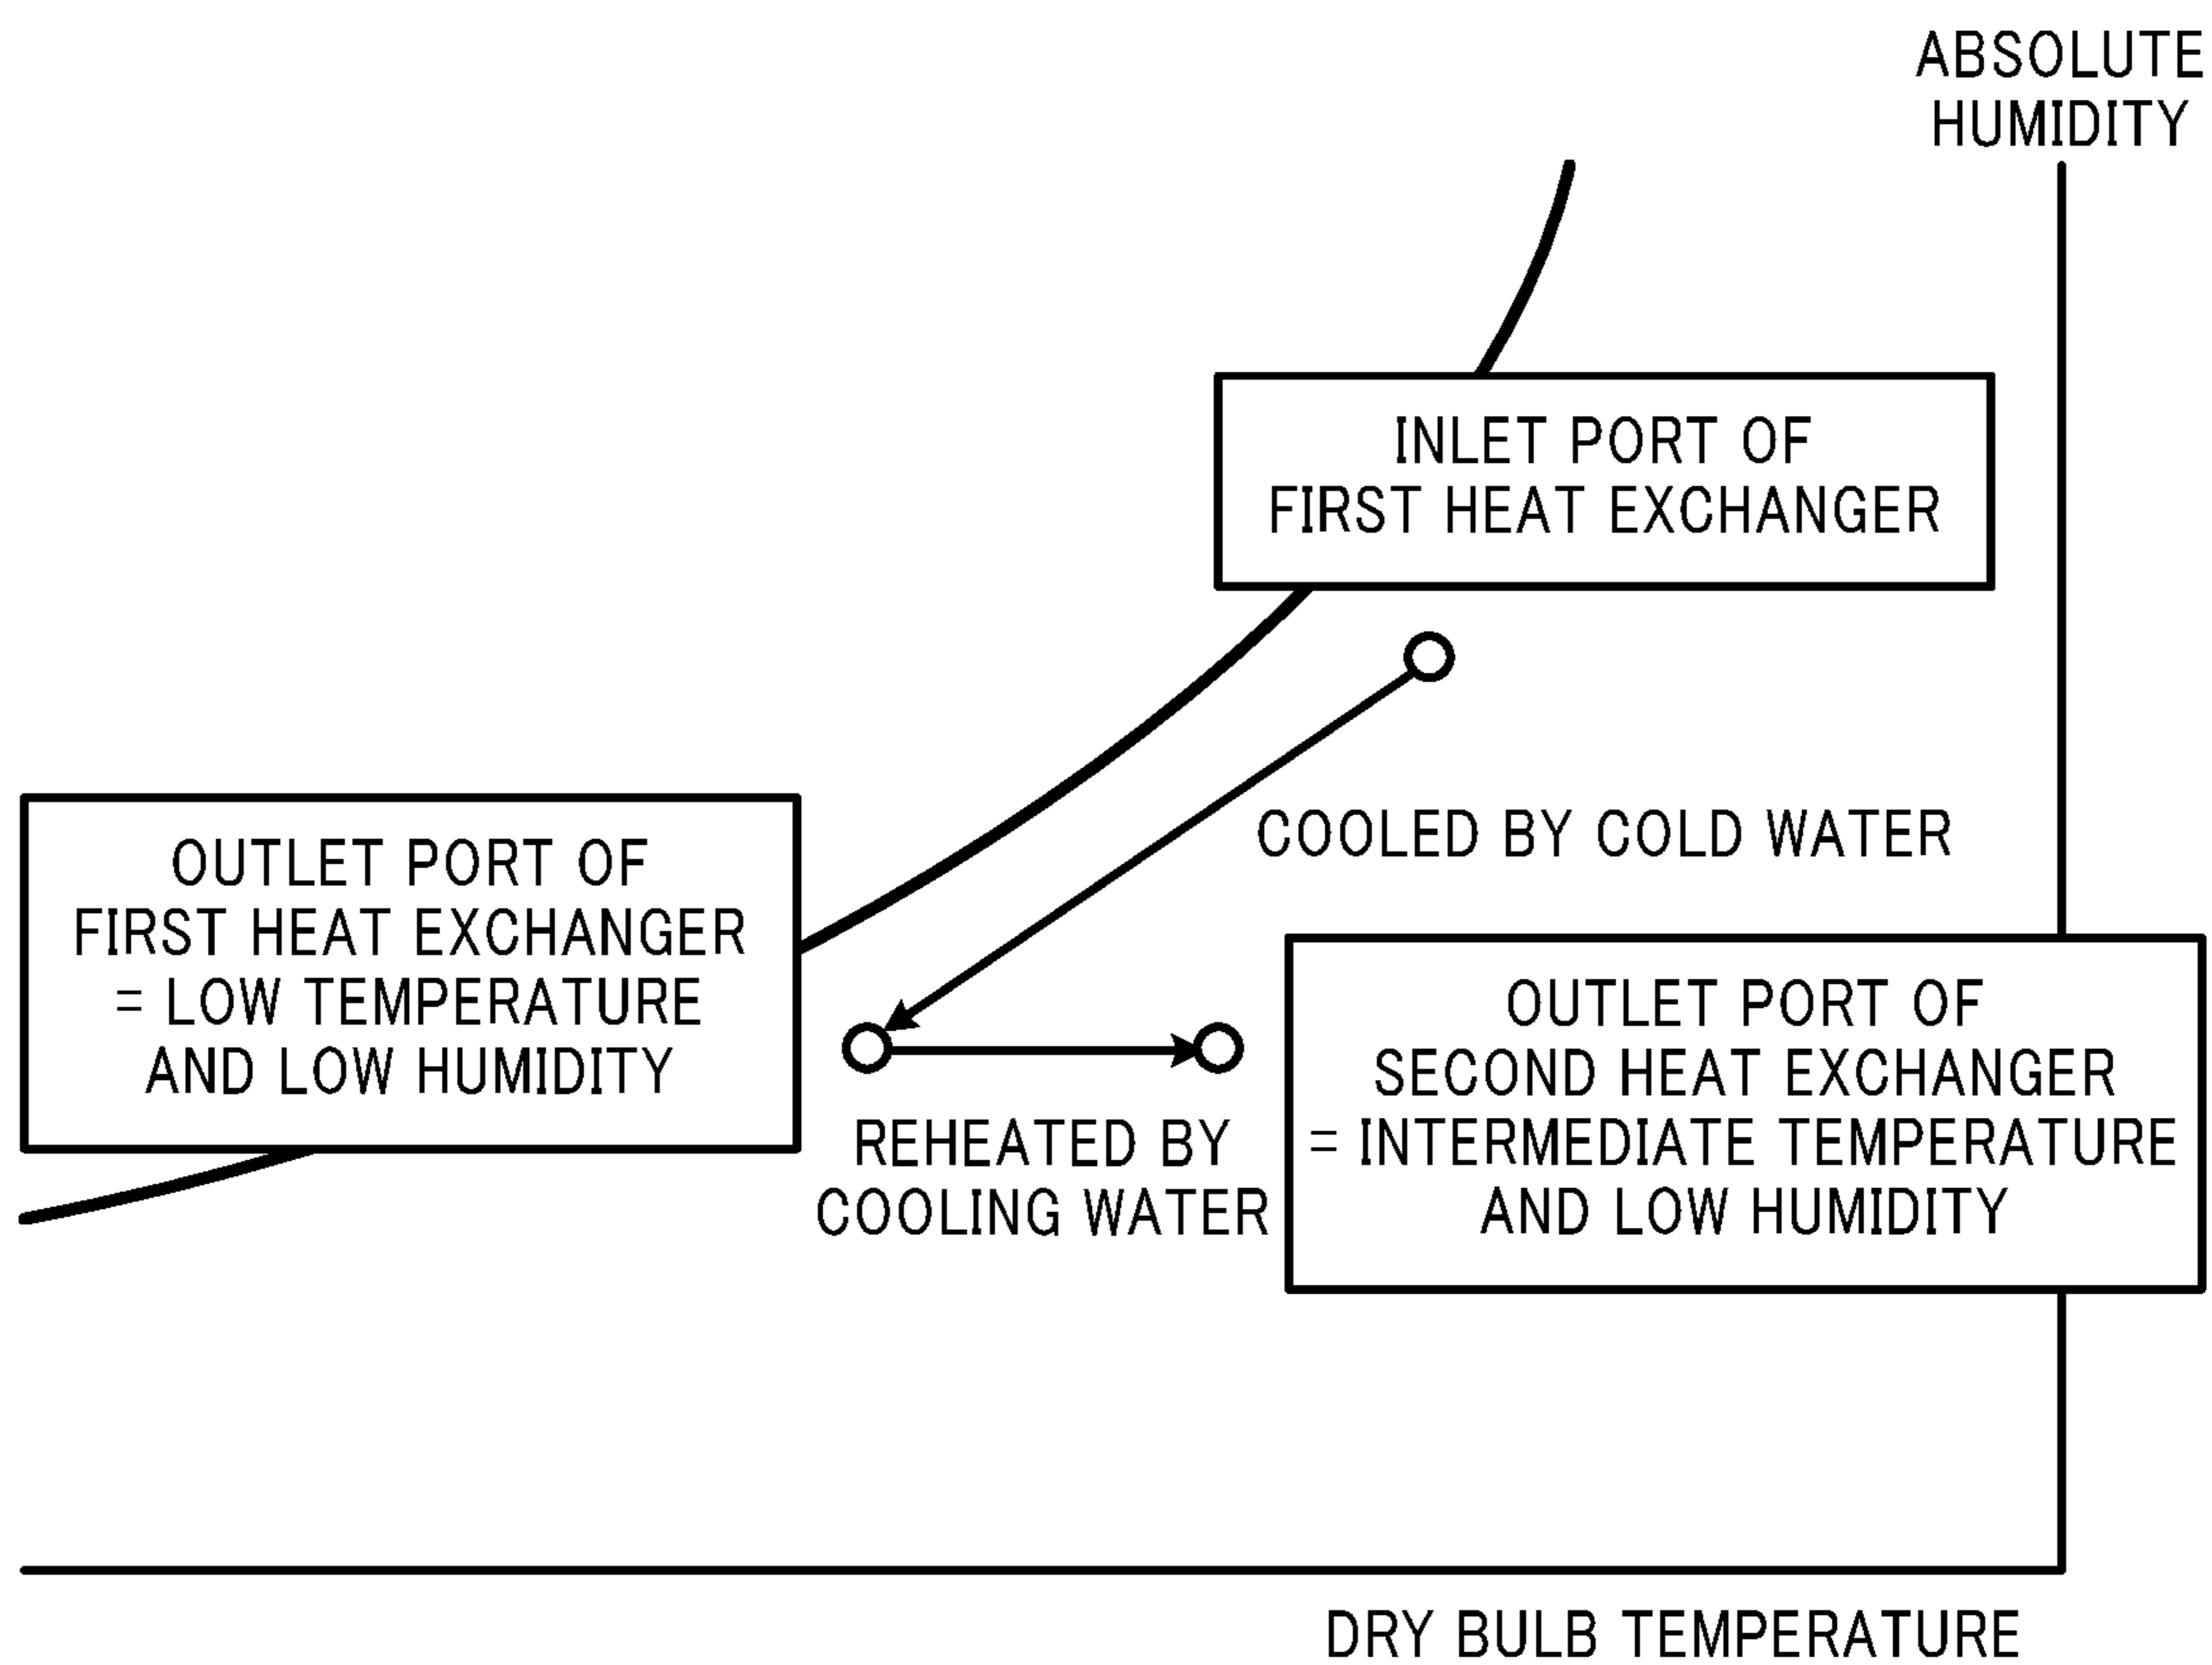 ABSOLUTE
HUMIDITY
INLET PORT OF
FIRST HEAT EXCHANGER
COOLED BY COLD WATER
OUTLET PORT OF
FIRST HEAT EXCHANGER
= LOW TEMPERATURE
AND LOW HUMIDITY
OUTLET PORT OF
SECOND HEAT EXCHANGER
= INTERMEDIATE TEMPERATURE
AND LOW HUMIDITY
REHEATED BY
COOLING WATER
DRY BULB TEMPERATURE